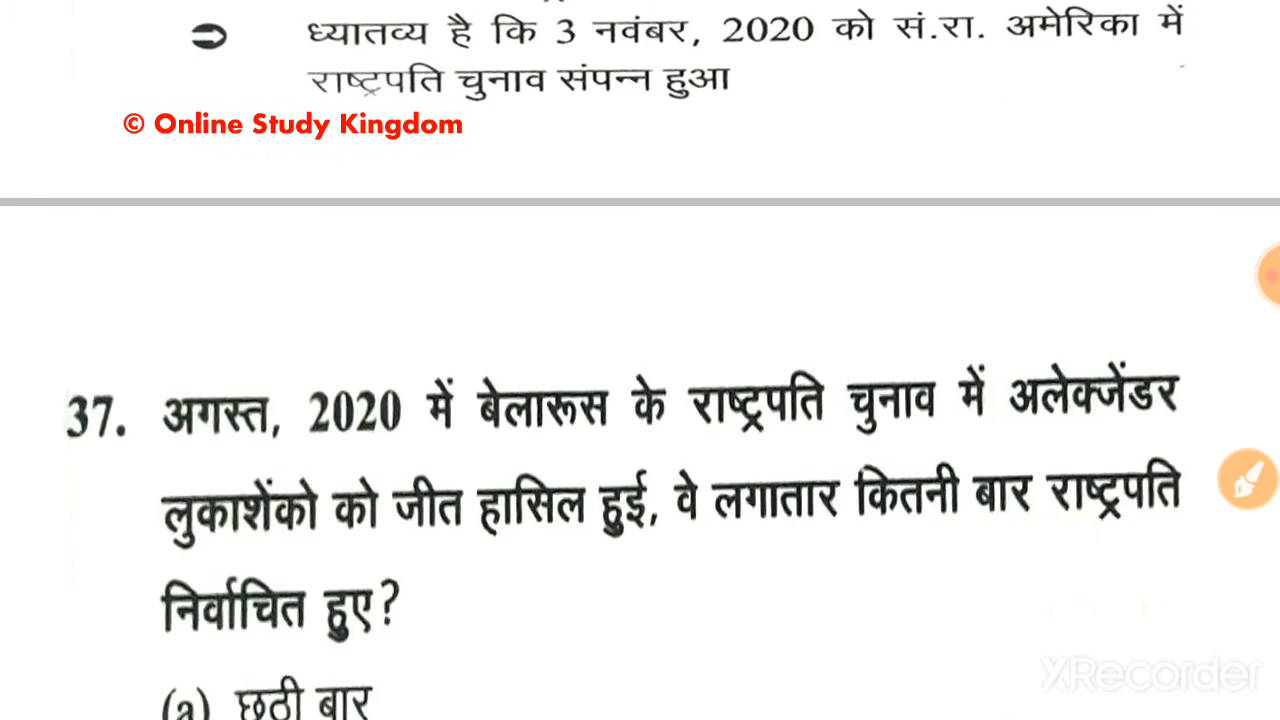 ध्यातव्य है कि 3 नवंबर, 2020 को सं.रा. अमेरिका में
राष्ट्रपति चुनाव संपन्न हुआ
© Online Study Kingdom
37. अगस्त, 2020 में बेलारूस के राष्ट्रपति चुनाव में अलेक्जेंडर
लुकाशेंको को जीत हासिल हुई, वे लगातार कितनी बार राष्ट्रपति
निर्वाचित हुए?
(a) छठी बार
XRecorder